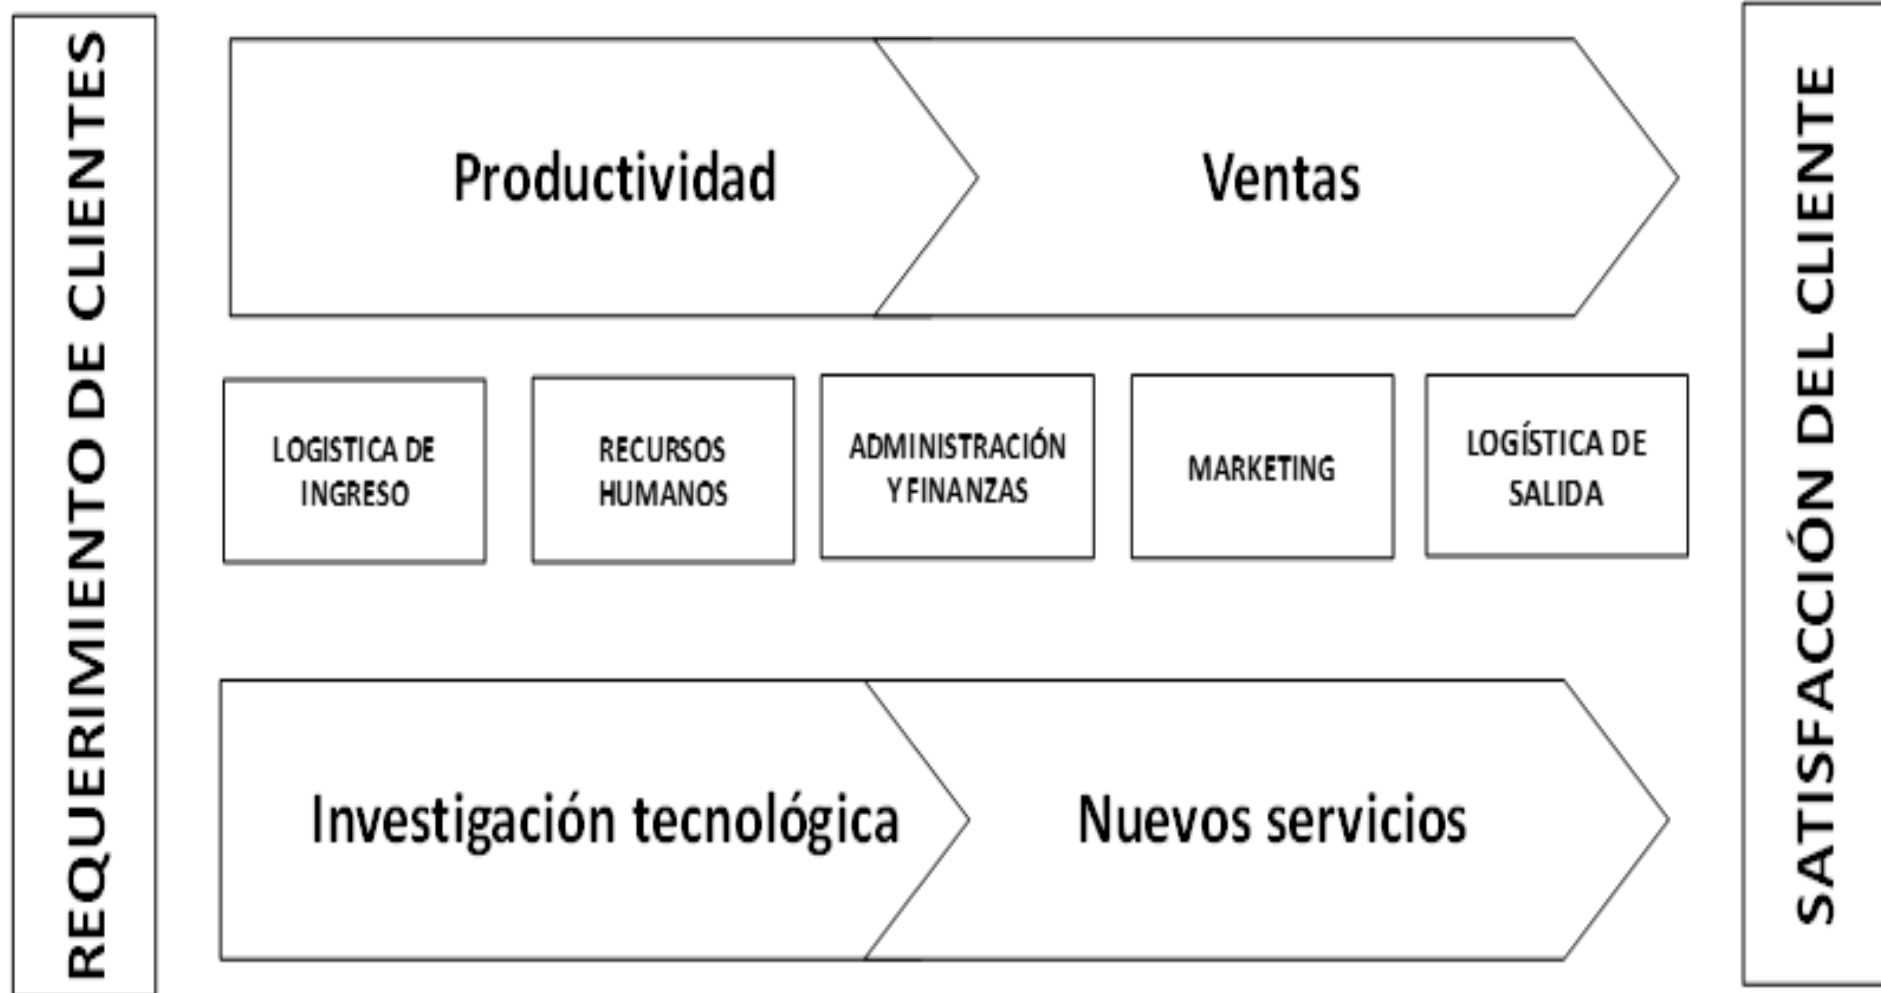 REQUERIMIENTO DE CLIENTES
Productividad
Ventas
LOGISTICA DE
INGRESO
RECURSOS
HUMANOS
ADMINISTRACIÓN
Y FINANZAS
MARKETING
LOGÍSTICA DE
SALIDA
Investigación tecnológica
Nuevos servicios
SATISFACCIÓN DEL CLIENTE